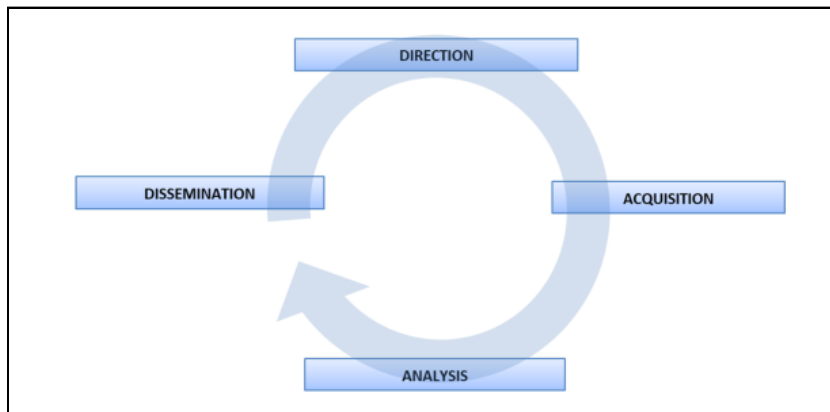 DIRECTION
DISSEMINATION
ACQUISITION
ANALYSIS